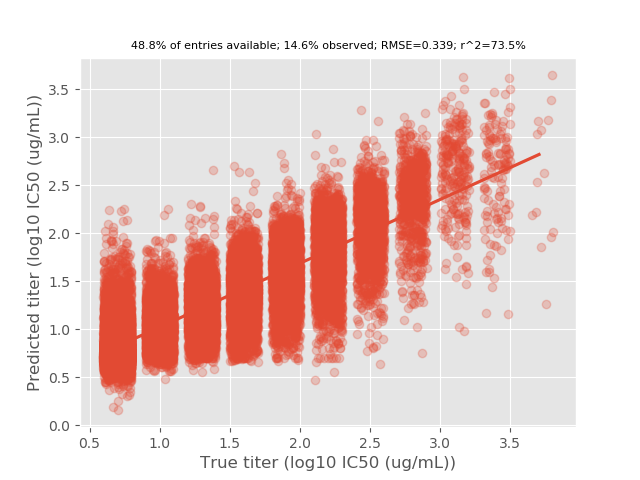 48.8% of entries available; 14.6% observed; RMSE=0.339; r^2=73.5%
Predicted titer (log10 IC50 (ug/mL))
3.5
3.0
2.5
2.0
1.5
1.0
0.5
0.0
0.5 1.0 1.5 2.0 2.5 3.0 3.5
True titer (log10 IC50 (ug/mL))